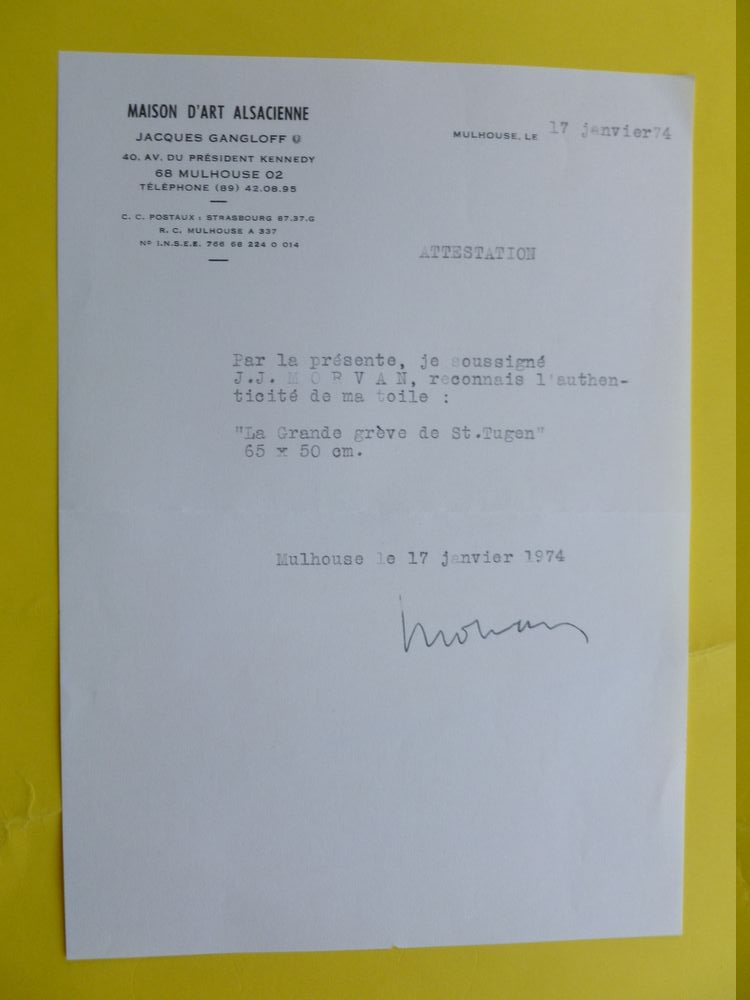 MAISON D'ART ALSACIENNE
JACQUES GANGLOFF
40, AV. DU PRÉSIDENT KENNEDY
68 MULHOUSE 02
TÉLÉPHONE (89) 42.08.95
C. C. POSTAUX : STRASBOURG 87.37.G
R. C. MULHOUSE A 337
Nº I.N.S.E.E. 766 68 224 0 014
MULHOUSE, LE 17 janvier74
ATTESTATION
Par la présente, je soussigné
J.J. M O R V A N, reconnais l'authen-
ticité de ma toile :
"La Grande grève de St.Tugen"
65 x 50 cm.
Mulhouse le 17 janvier 1974
Morvan